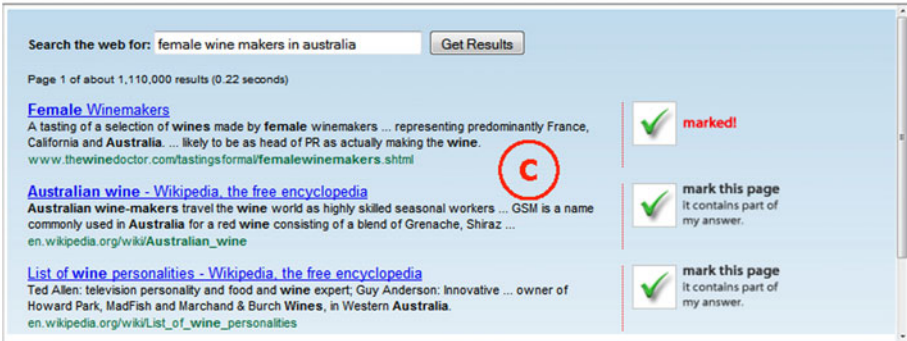 Search the web for: female wine makers in australia Get Results
Page 1 of about 1,110,000 results (0.22 seconds)
Female Winemakers
A tasting of a selection of wines made by female winemakers ... representing predominantly France,
California and Australia. ... likely to be as head of PR as actually making the wine.
www.thewinedoctor.com/tastingsformal/femalewinemakers.shtml
marked!
C
Australian wine - Wikipedia, the free encyclopedia
Australian wine-makers travel the wine world as highly skilled seasonal workers ... GSM is a name
commonly used in Australia for a red wine consisting of a blend of Grenache, Shiraz ...
en.wikipedia.org/wiki/Australian_wine
mark this page
it contains part of
my answer.
List of wine personalities - Wikipedia, the free encyclopedia
Ted Allen: television personality and food and wine expert; Guy Anderson: Innovative ... owner of
Howard Park, MadFish and Marchand & Burch Wines, in Western Australia.
en.wikipedia.org/wiki/List_of_wine_personalities
mark this page
it contains part of
my answer.